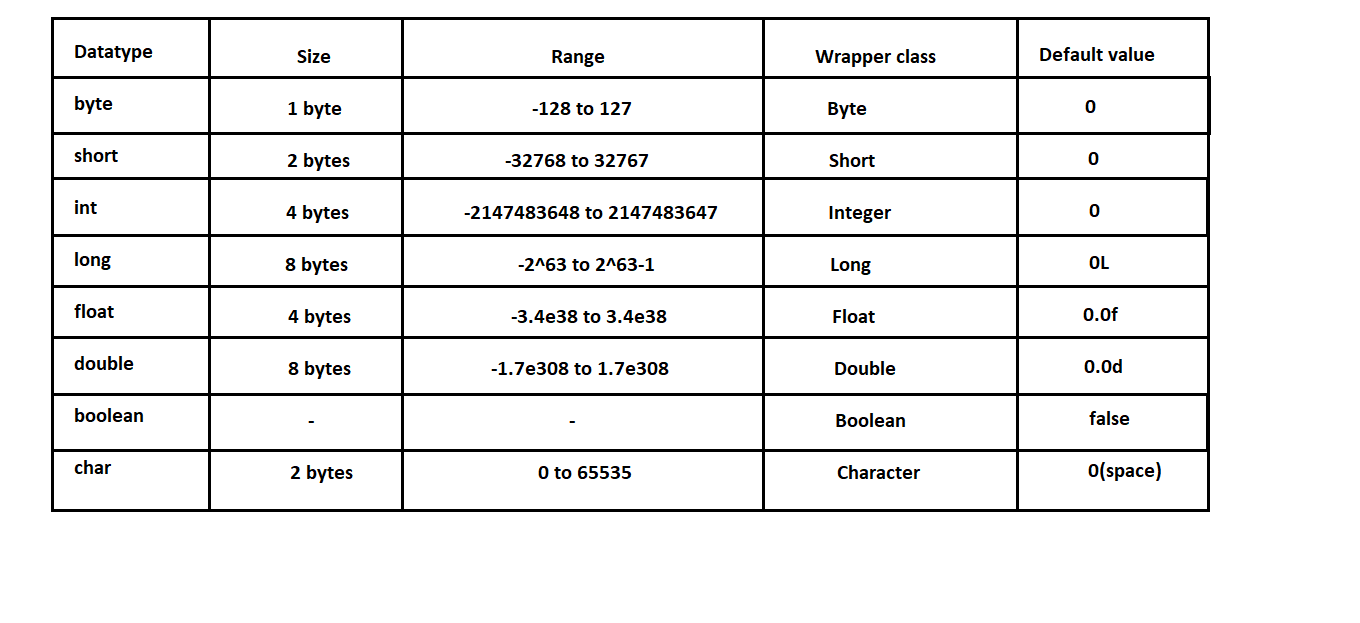 Datatype Size Range Wrapper class Default value
byte 1 byte -128 to 127 Byte 0
short 2 bytes -32768 to 32767 Short 0
int 4 bytes -2147483648 to 2147483647 Integer 0
long 8 bytes -2^63 to 2^63-1 Long 0L
float 4 bytes -3.4e38 to 3.4e38 Float 0.0f
double 8 bytes -1.7e308 to 1.7e308 Double 0.0d
boolean - - Boolean false
char 2 bytes 0 to 65535 Character 0(space)